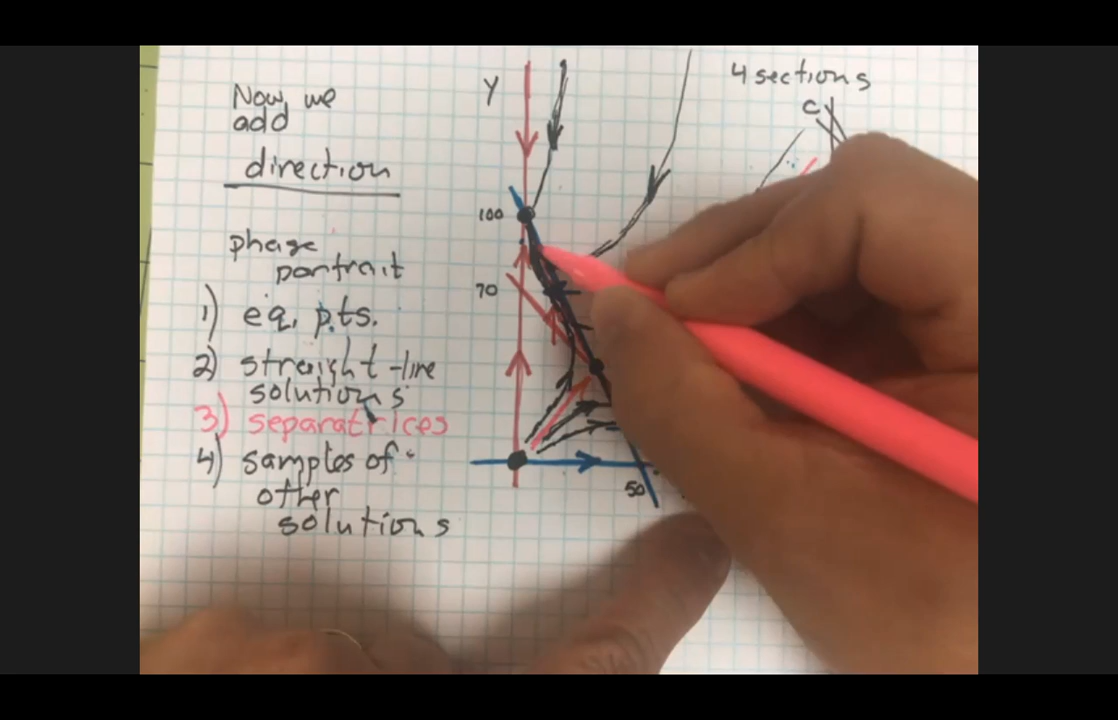 Now, we
add
direction
phase
portrait
1) eq. pts.
2) straight-line
solutions
3) separatrices
4) samples of
other
solutions
Y
100
70
50
4 sections